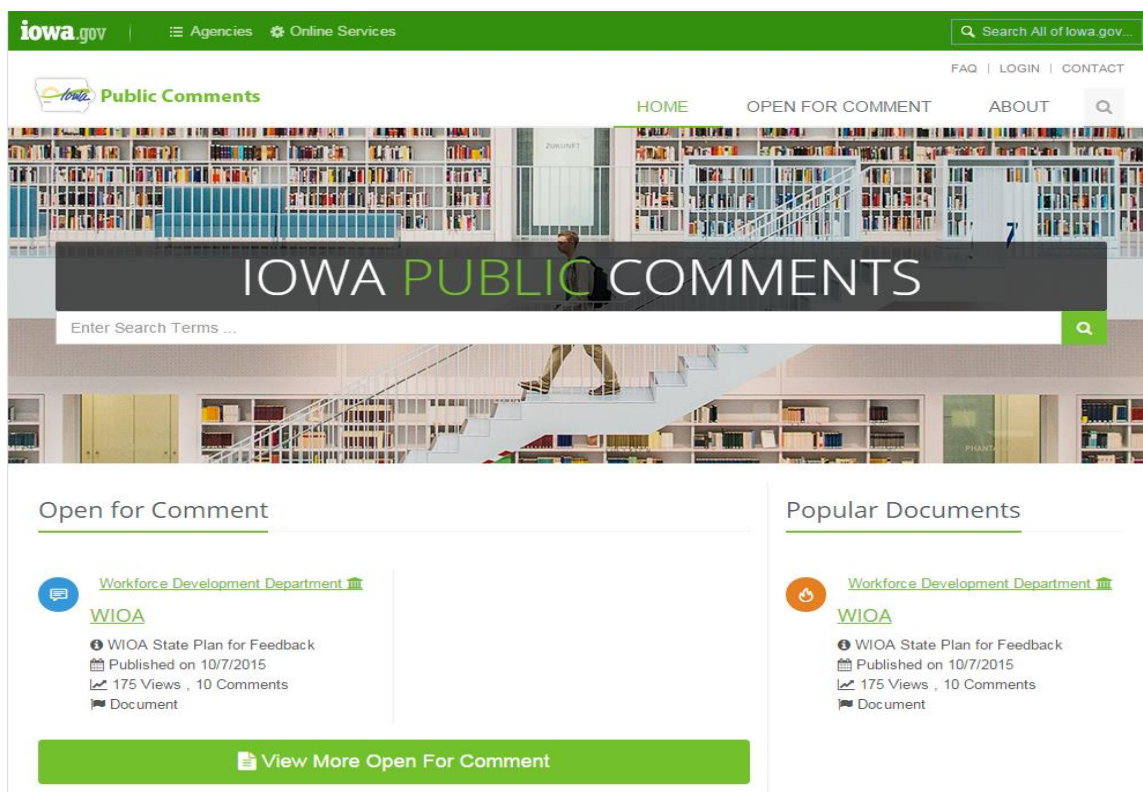 iowa.gov
Agencies
Online Services
Search All of Iowa.gov...
FAQ | LOGIN | CONTACT
Iowa Public Comments
HOME
OPEN FOR COMMENT
ABOUT
ZUKUNFT
IOWA PUBLIC COMMENTS
Enter Search Terms ...
Open for Comment
Workforce Development Department
WIOA
WIOA State Plan for Feedback
Published on 10/7/2015
175 Views , 10 Comments
Document
View More Open For Comment
Popular Documents
Workforce Development Department
WIOA
WIOA State Plan for Feedback
Published on 10/7/2015
175 Views , 10 Comments
Document